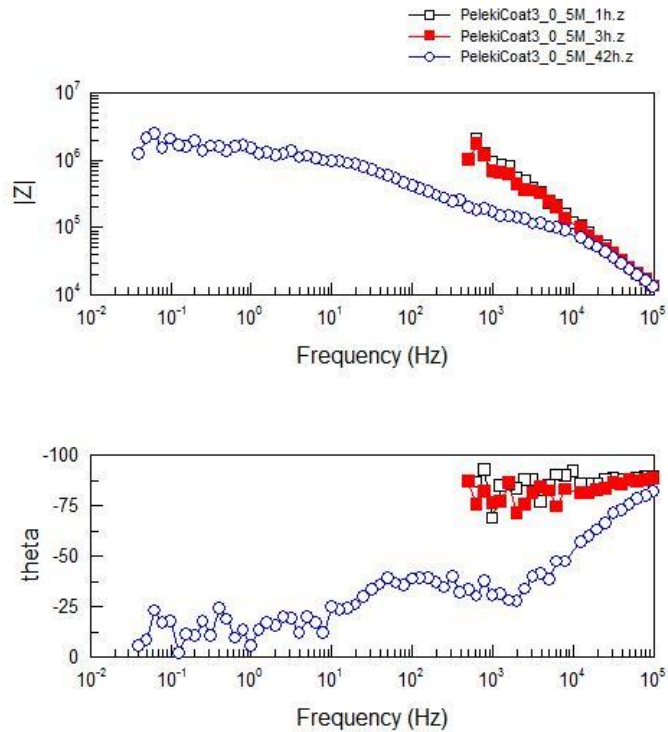 PelekiCoat3_0_5M_1h.z
PelekiCoat3_0_5M_3h.z
PelekiCoat3_0_5M_42h.z
10^7
10^6
10^5
10^4
|Z|
10^-2 10^-1 10^0 10^1 10^2 10^3 10^4 10^5
Frequency (Hz)
-100
-75
-50
-25
0
theta
10^-2 10^-1 10^0 10^1 10^2 10^3 10^4 10^5
Frequency (Hz)